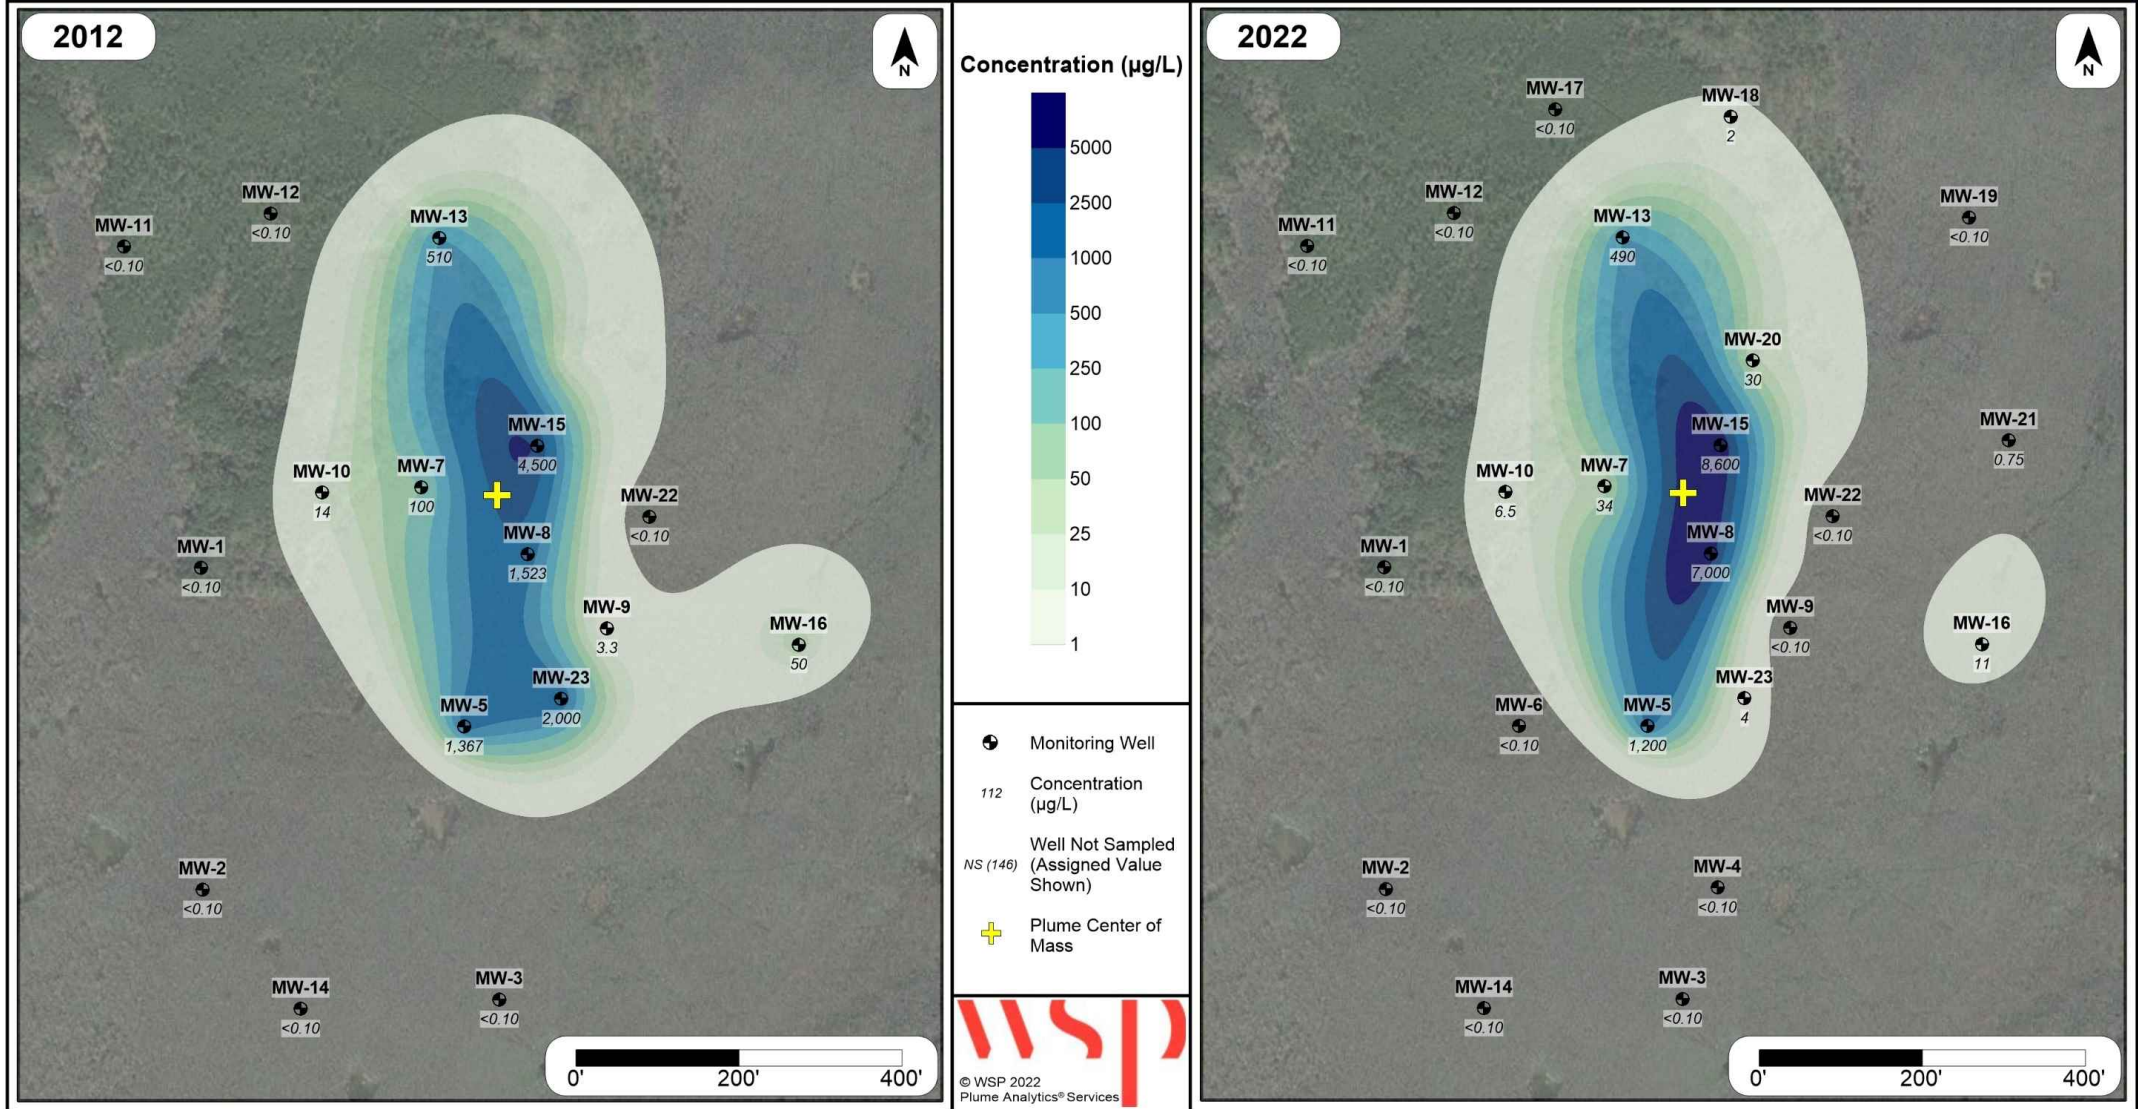 2012
N
MW-12
<0.10
MW-11
<0.10
MW-13
510
MW-15
4,500
MW-10
14
MW-7
100
MW-22
<0.10
MW-8
1,523
MW-1
<0.10
MW-9
3.3
MW-16
50
MW-23
2,000
MW-5
1,367
MW-2
<0.10
MW-14
<0.10
MW-3
<0.10
0' 200' 400'
Concentration (µg/L)
5000
2500
1000
500
250
100
50
25
10
1
Monitoring Well
112 Concentration
(µg/L)
Well Not Sampled
NS (146) (Assigned Value
Shown)
Plume Center of
Mass
wsp
© WSP 2022
Plume Analytics® Services
2022
N
MW-17
<0.10
MW-18
2
MW-12
<0.10
MW-19
<0.10
MW-11
<0.10
MW-13
490
MW-20
30
MW-15
8,600
MW-21
0.75
MW-10
6.5
MW-7
34
MW-22
<0.10
MW-8
7,000
MW-1
<0.10
MW-9
<0.10
MW-16
11
MW-23
4
MW-6
<0.10
MW-5
1,200
MW-2
<0.10
MW-4
<0.10
MW-14
<0.10
MW-3
<0.10
0' 200' 400'